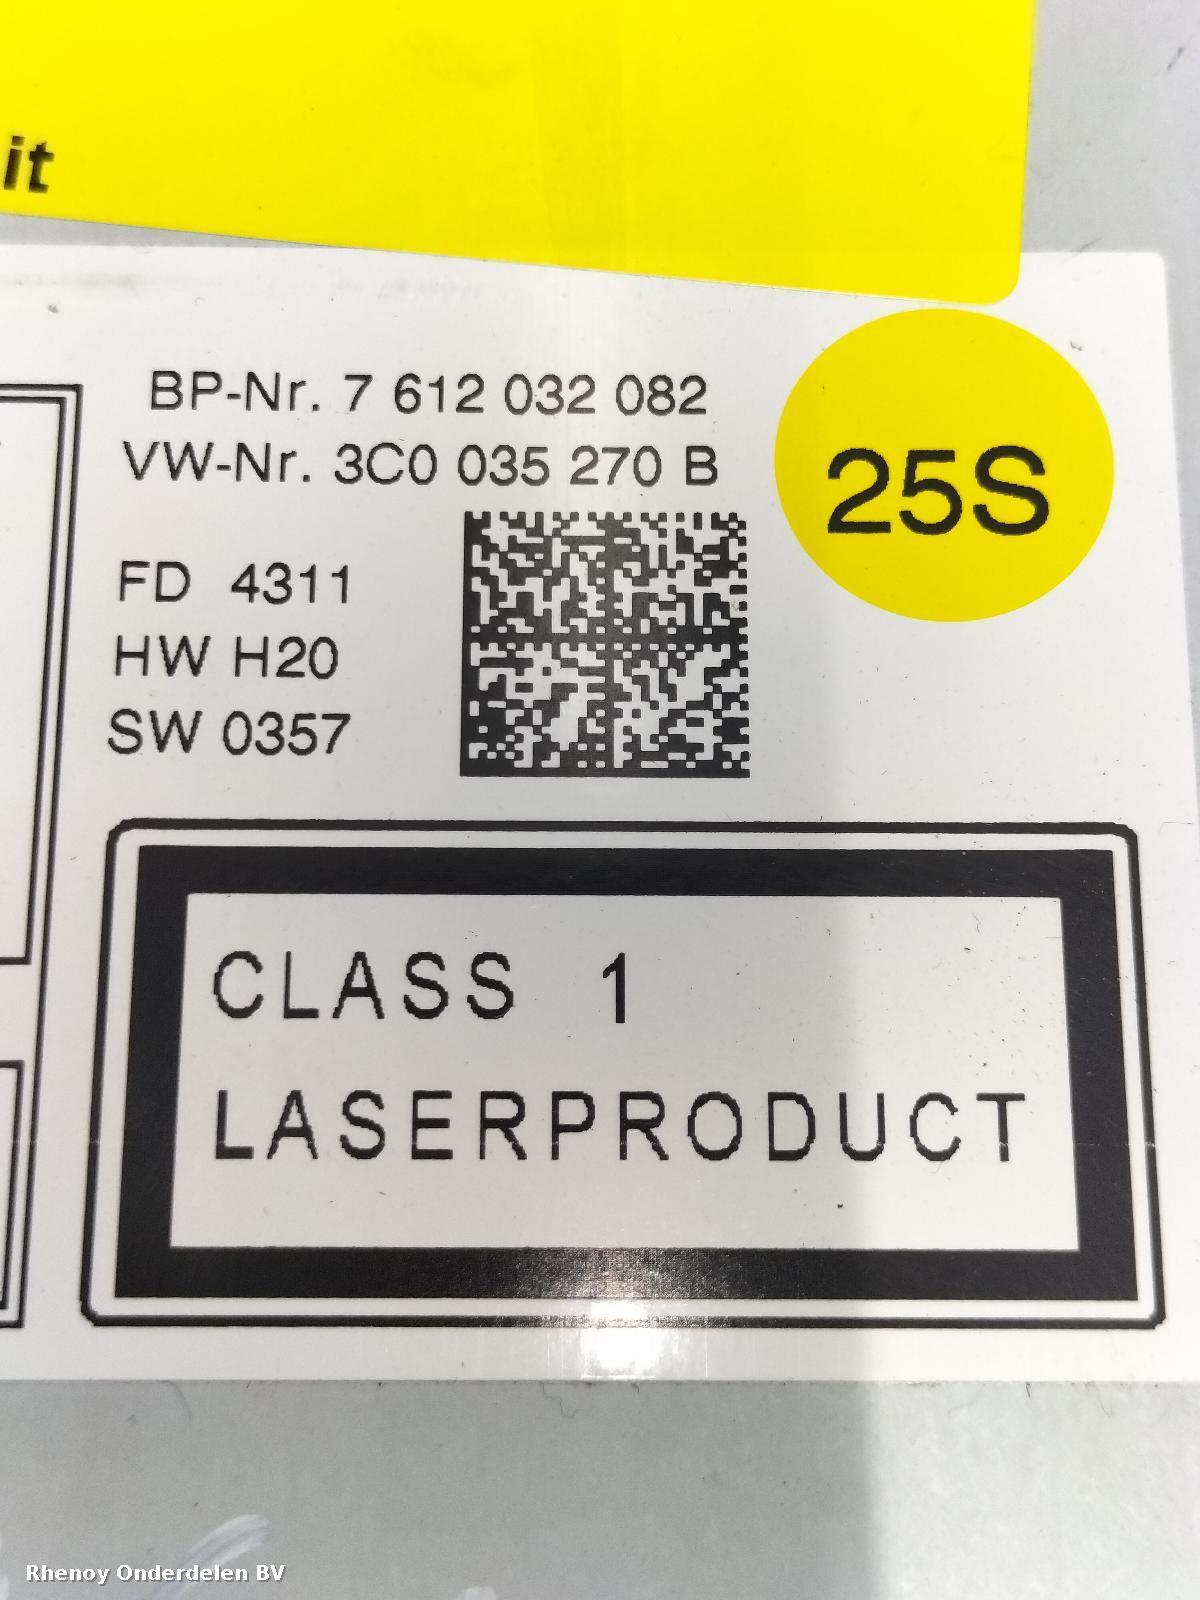 it
BP-Nr. 7 612 032 082
VW-Nr. 3C0 035 270 B
25S
FD 4311
HW H20
SW 0357
CLASS 1
LASERPRODUCT
Rhenoy Onderdelen BV